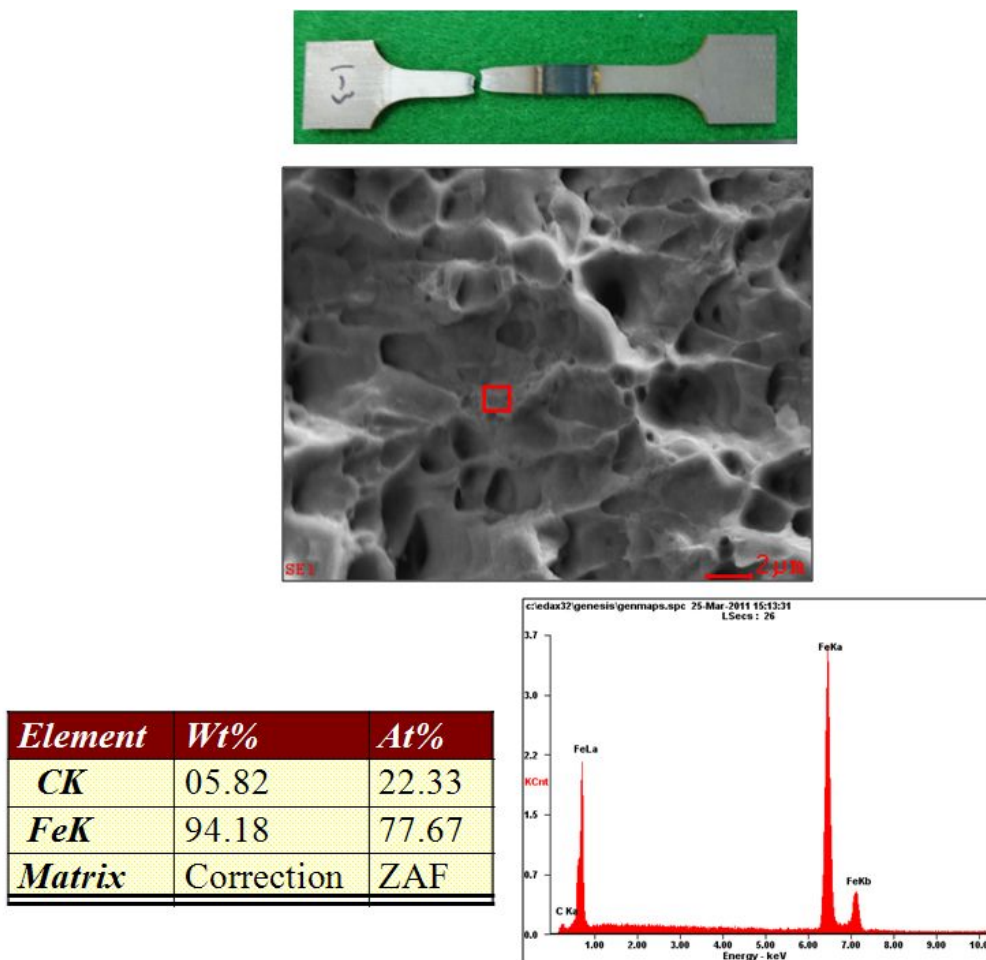 1-3
SE1
2μm
c:\edax32\genesis\genmaps.spc 25-Mar-2011 15:13:31
LSecs : 26
3.7
FeKa
3.0
FeLa
2.2
KCnt
1.5
0.7
FeKb
C Ka
0.0
1.00 2.00 3.00 4.00 5.00 6.00 7.00 8.00 9.00 10.0
Energy - keV
Element Wt% At%
CK 05.82 22.33
FeK 94.18 77.67
Matrix Correction ZAF